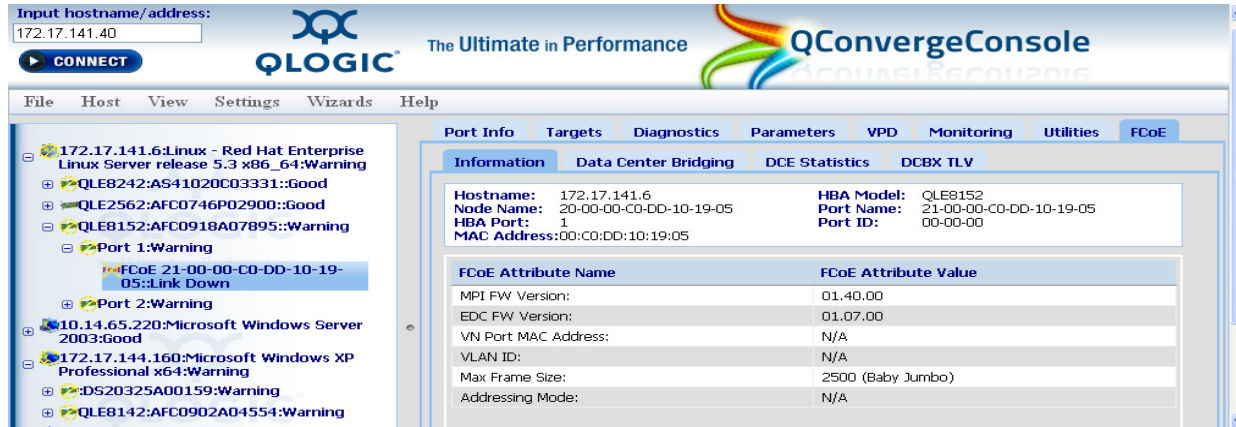 Input hostname/address:
172.17.141.40
CONNECT
QLOGIC
The Ultimate in Performance
QConvergeConsole
File Host View Settings Wizards Help
172.17.141.6:Linux - Red Hat Enterprise
Linux Server release 5.3 x86_64:Warning
QLE8242:AS41020C03331::Good
QLE2562:AFC0746P02900::Good
QLE8152:AFC0918A07895::Warning
Port 1:Warning
FCoE 21-00-00-C0-DD-10-19-
05::Link Down
Port 2:Warning
10.14.65.220:Microsoft Windows Server
2003:Good
172.17.144.160:Microsoft Windows XP
Professional x64:Warning
:DS20325A00159:Warning
QLE8142:AFC0902A04554:Warning
Port Info Targets Diagnostics Parameters VPD Monitoring Utilities FCoE
Information Data Center Bridging DCE Statistics DCBX TLV
Hostname: 172.17.141.6 HBA Model: QLE8152
Node Name: 20-00-00-C0-DD-10-19-05 Port Name: 21-00-00-C0-DD-10-19-05
HBA Port: 1 Port ID: 00-00-00
MAC Address:00:C0:DD:10:19:05
FCoE Attribute Name FCoE Attribute Value
MPI FW Version: 01.40.00
EDC FW Version: 01.07.00
VN Port MAC Address: N/A
VLAN ID: N/A
Max Frame Size: 2500 (Baby Jumbo)
Addressing Mode: N/A